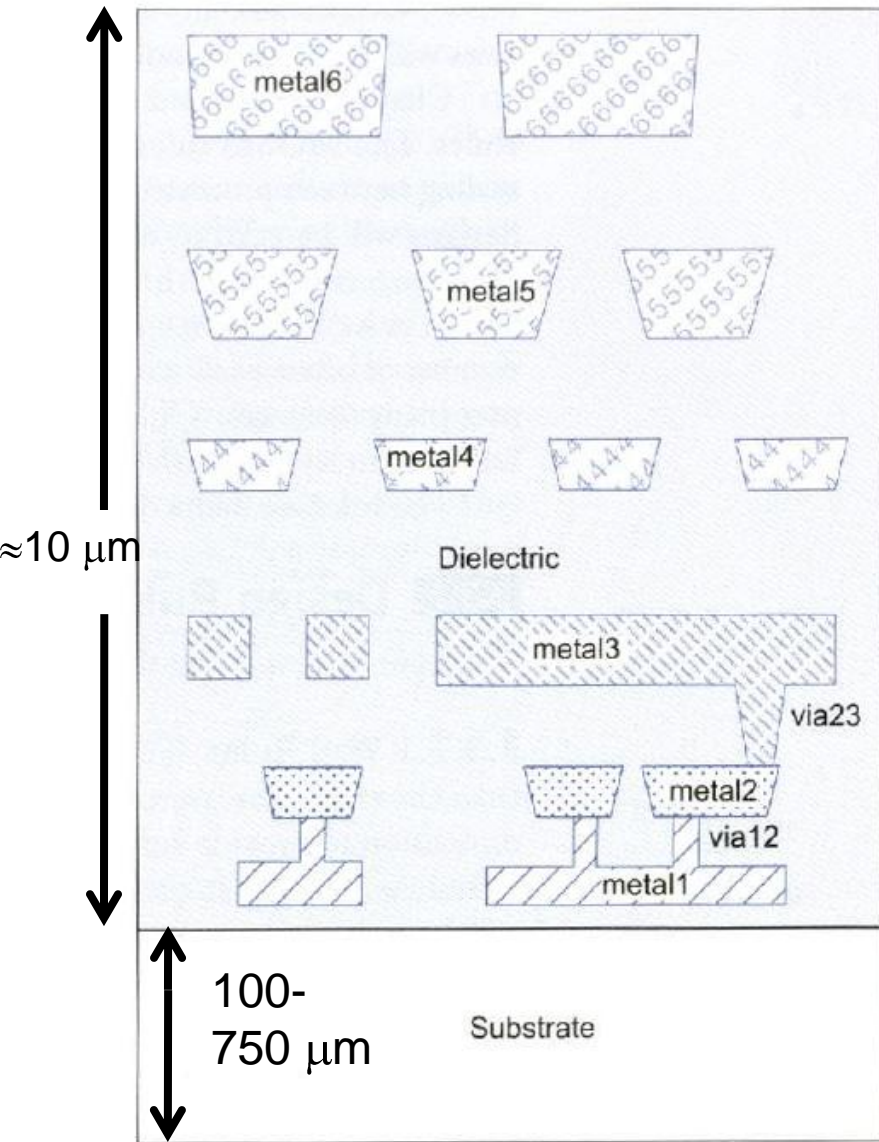 metal6
metal5
metal4
≈10 μm
Dielectric
metal3
via23
metal2
via12
metal1
100-
750 μm
Substrate